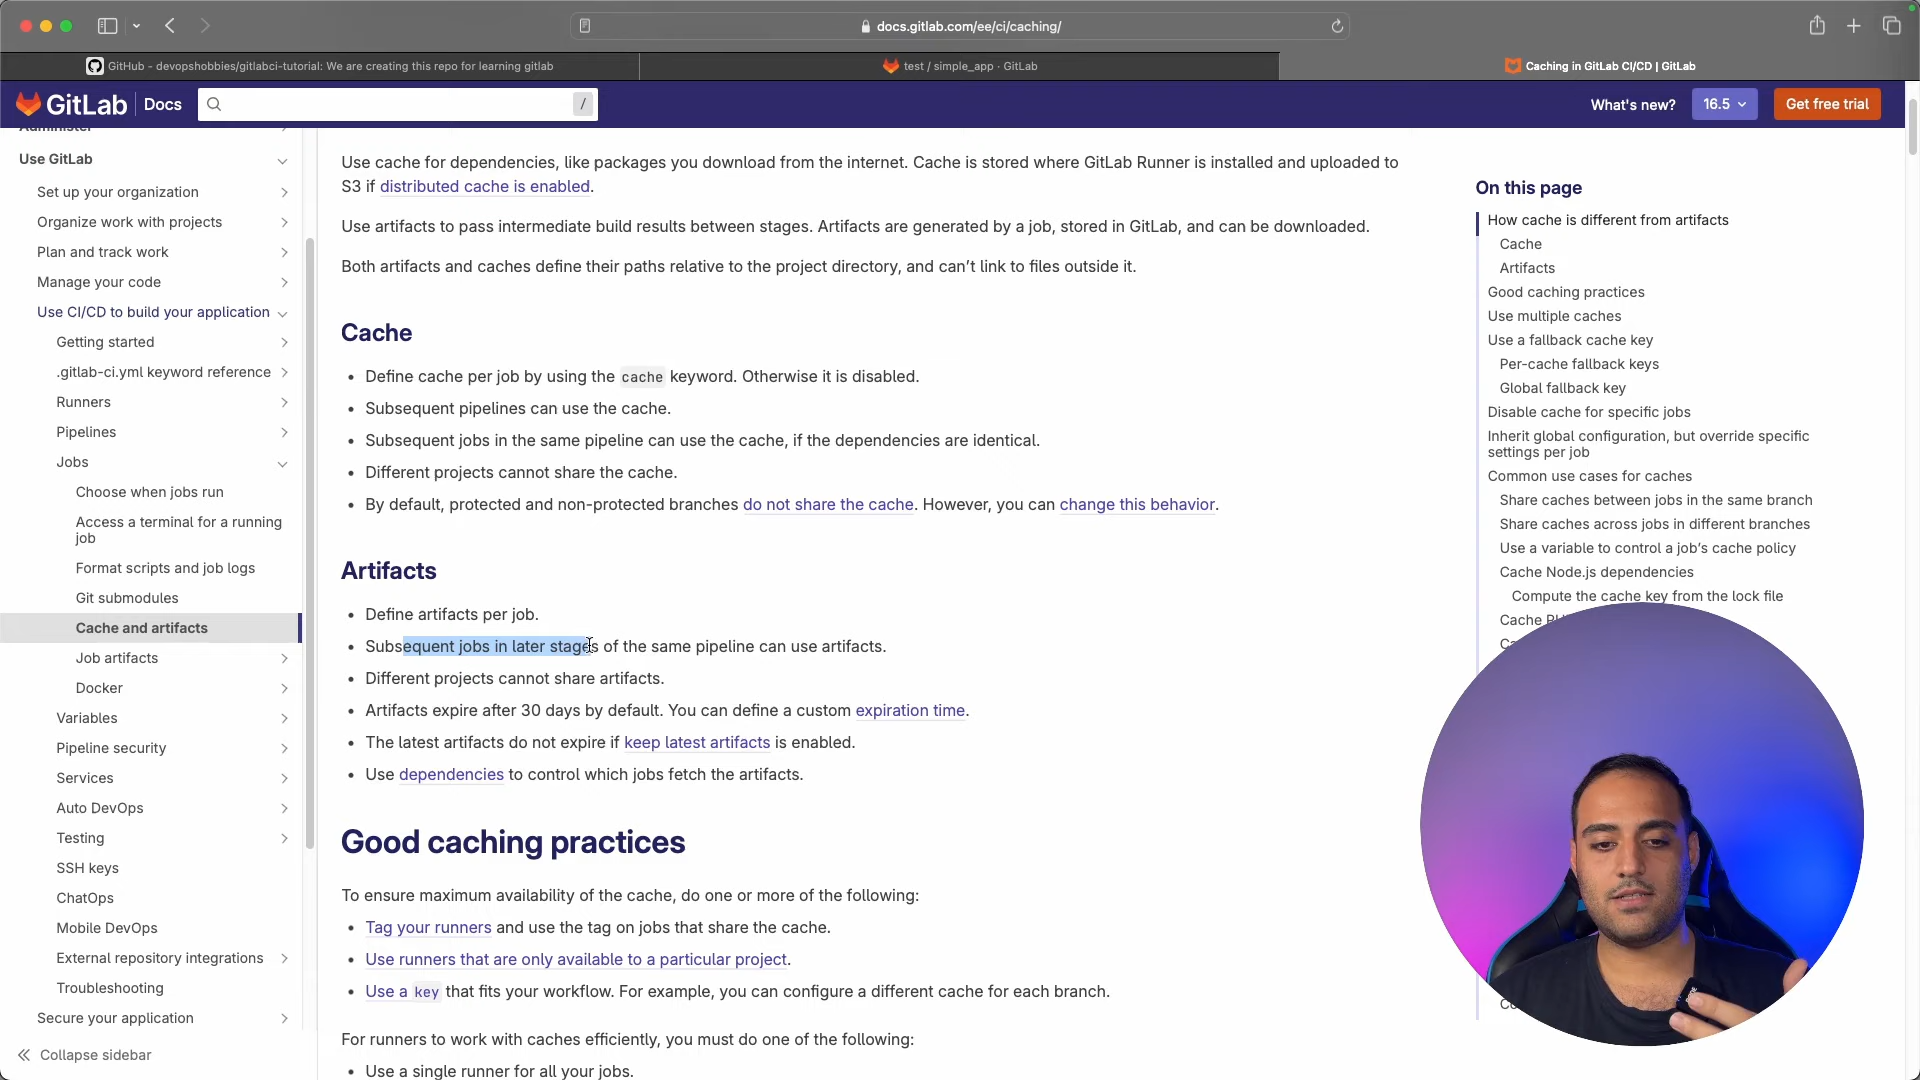 docs.gitlab.com/ee/ci/caching/
GitHub - devopshobbies/gitlabci-tutorial: We are creating this repo for learning gitlab
test / simple_app · GitLab
Caching in GitLab CI/CD | GitLab
GitLab Docs
/
What's new?
16.5
Get free trial
Administer
Use GitLab
Set up your organization
Organize work with projects
Plan and track work
Manage your code
Use CI/CD to build your application
Getting started
.gitlab-ci.yml keyword reference
Runners
Pipelines
Jobs
Choose when jobs run
Access a terminal for a running
job
Format scripts and job logs
Git submodules
Cache and artifacts
Job artifacts
Docker
Variables
Pipeline security
Services
Auto DevOps
Testing
SSH keys
ChatOps
Mobile DevOps
External repository integrations
Troubleshooting
Secure your application
Collapse sidebar
Use cache for dependencies, like packages you download from the internet. Cache is stored where GitLab Runner is installed and uploaded to
S3 if distributed cache is enabled.
Use artifacts to pass intermediate build results between stages. Artifacts are generated by a job, stored in GitLab, and can be downloaded.
Both artifacts and caches define their paths relative to the project directory, and can’t link to files outside it.
Cache
• Define cache per job by using the cache keyword. Otherwise it is disabled.
• Subsequent pipelines can use the cache.
• Subsequent jobs in the same pipeline can use the cache, if the dependencies are identical.
• Different projects cannot share the cache.
• By default, protected and non-protected branches do not share the cache. However, you can change this behavior.
Artifacts
• Define artifacts per job.
• Subsequent jobs in later stages of the same pipeline can use artifacts.
• Different projects cannot share artifacts.
• Artifacts expire after 30 days by default. You can define a custom expiration time.
• The latest artifacts do not expire if keep latest artifacts is enabled.
• Use dependencies to control which jobs fetch the artifacts.
Good caching practices
To ensure maximum availability of the cache, do one or more of the following:
• Tag your runners and use the tag on jobs that share the cache.
• Use runners that are only available to a particular project.
• Use a key that fits your workflow. For example, you can configure a different cache for each branch.
For runners to work with caches efficiently, you must do one of the following:
• Use a single runner for all your jobs.
On this page
How cache is different from artifacts
Cache
Artifacts
Good caching practices
Use multiple caches
Use a fallback cache key
Per-cache fallback keys
Global fallback key
Disable cache for specific jobs
Inherit global configuration, but override specific
settings per job
Common use cases for caches
Share caches between jobs in the same branch
Share caches across jobs in different branches
Use a variable to control a job’s cache policy
Cache Node.js dependencies
Compute the cache key from the lock file
Cache